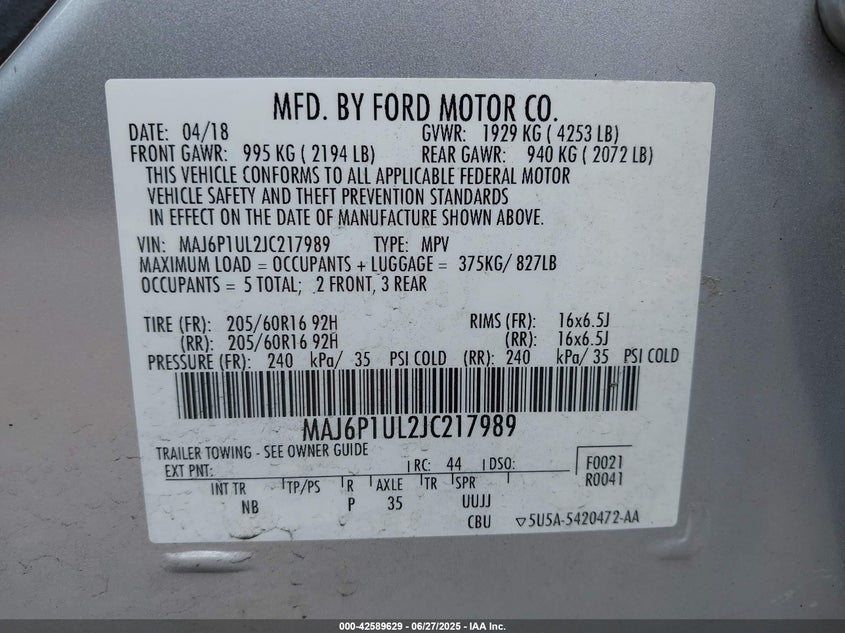 MFD. BY FORD MOTOR CO.
DATE: 04/18 GVWR: 1929 KG ( 4253 LB)
FRONT GAWR: 995 KG ( 2194 LB) REAR GAWR: 940 KG ( 2072 LB)
THIS VEHICLE CONFORMS TO ALL APPLICABLE FEDERAL MOTOR
VEHICLE SAFETY AND THEFT PREVENTION STANDARDS
IN EFFECT ON THE DATE OF MANUFACTURE SHOWN ABOVE.
VIN: MAJ6P1UL2JC217989 TYPE: MPV
MAXIMUM LOAD = OCCUPANTS + LUGGAGE = 375KG/ 827LB
OCCUPANTS = 5 TOTAL; 2 FRONT, 3 REAR
TIRE (FR): 205/60R16 92H RIMS (FR): 16x6.5J
(RR): 205/60R16 92H (RR): 16x6.5J
PRESSURE (FR): 240 kPa/ 35 PSI COLD (RR): 240 kPa/ 35 PSI COLD
MAJ6P1UL2JC217989
TRAILER TOWING - SEE OWNER GUIDE
EXT PNT: RC: 44 DSO: F0021
R0041
INT TR TP/PS R AXLE TR SPR
NB P 35 UUJJ
CBU ▽5U5A-5420472-AA
000-42589629 - 06/27/2025 - IAA Inc.